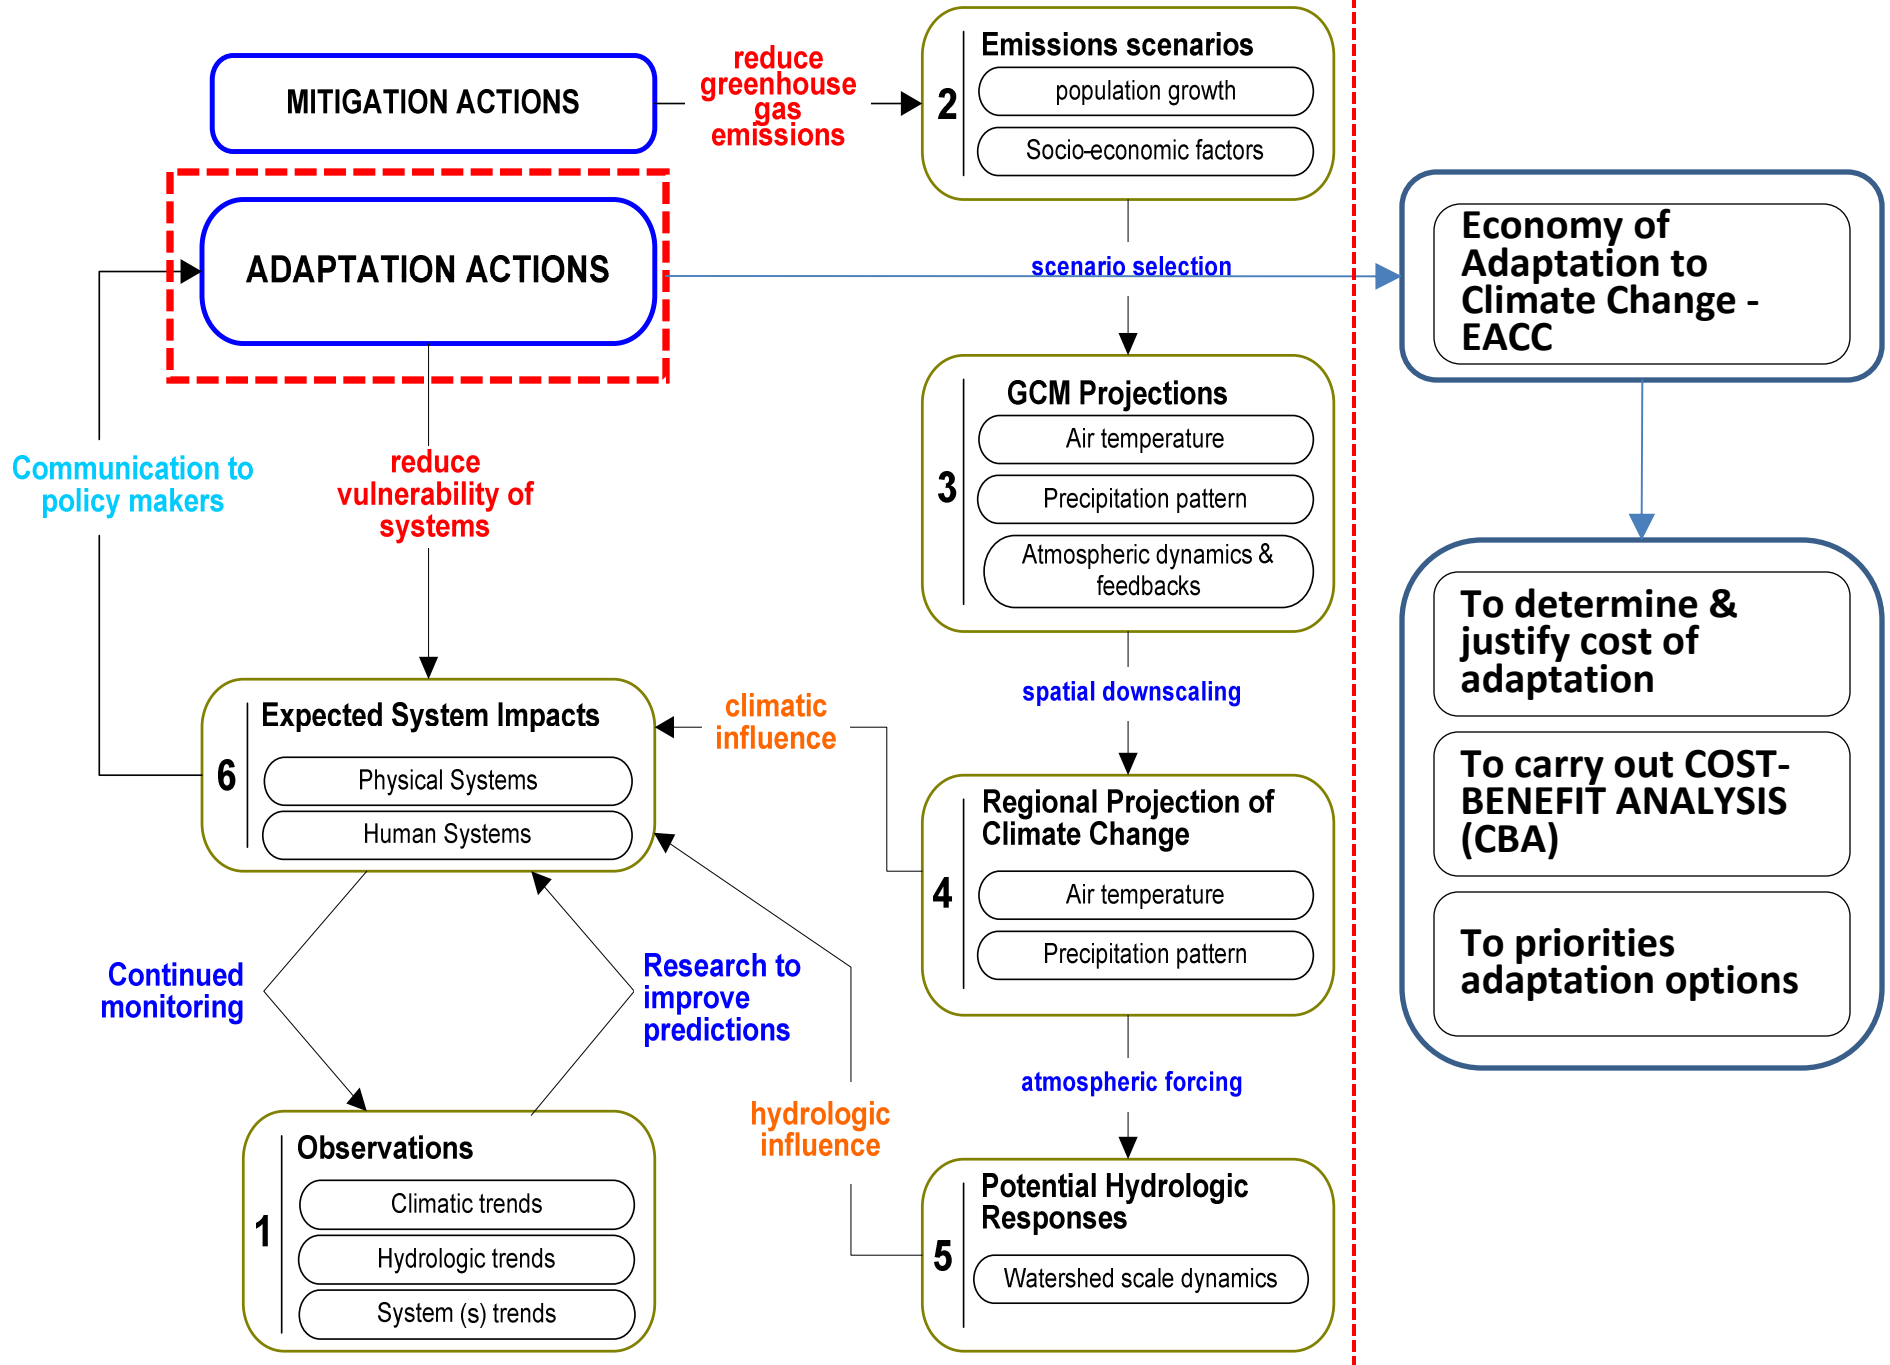 MITIGATION ACTIONS
reduce
greenhouse
gas
emissions
2
Emissions scenarios
population growth
Socio-economic factors
ADAPTATION ACTIONS
scenario selection
Economy of
Adaptation to
Climate Change -
EACC
Communication to
policy makers
reduce
vulnerability of
systems
3
GCM Projections
Air temperature
Precipitation pattern
Atmospheric dynamics &
feedbacks
To determine &
justify cost of
adaptation
To carry out COST-
BENEFIT ANALYSIS
(CBA)
To priorities
adaptation options
spatial downscaling
6
Expected System Impacts
Physical Systems
Human Systems
climatic
influence
4
Regional Projection of
Climate Change
Air temperature
Precipitation pattern
Continued
monitoring
Research to
improve
predictions
atmospheric forcing
hydrologic
influence
1
Observations
Climatic trends
Hydrologic trends
System (s) trends
5
Potential Hydrologic
Responses
Watershed scale dynamics